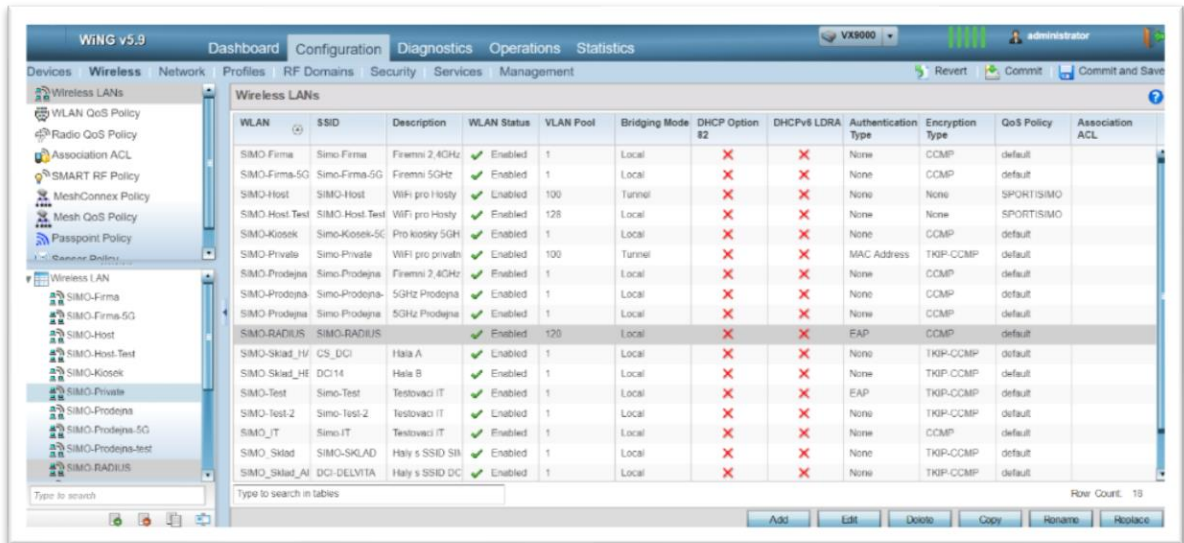 WiNG v5.9
Dashboard Configuration Diagnostics Operations Statistics
VX9000
administrator
Devices Wireless Network Profiles RF Domains Security Services Management
Revert Commit Commit and Save
Wireless LANs
WLAN QoS Policy
Radio QoS Policy
Association ACL
SMART RF Policy
MeshConnex Policy
Mesh QoS Policy
Passpoint Policy
Sensor Policy
Wireless LAN
SIMO-Firma
SIMO-Firma-5G
SIMO-Host
SIMO-Host-Test
SIMO-Kiosek
SIMO-Private
SIMO-Prodejna
SIMO-Prodejna-5G
SIMO-Prodejna-test
SIMO-RADIUS
Type to search
Wireless LANs
WLAN SSID Description WLAN Status VLAN Pool Bridging Mode DHCP Option 82 DHCPv6 LDRA Authentication Type Encryption Type QoS Policy Association ACL
SIMO-Firma Simo-Firma Firemní 2,4GHz Enabled 1 Local None CCMP default
SIMO-Firma-5G Simo-Firma-5G Firemní 5GHz Enabled 1 Local None CCMP default
SIMO-Host SIMO-Host WiFi pro Hosty Enabled 100 Tunnel None None SPORTISIMO
SIMO-Host-Test SIMO-Host-Test WiFi pro Hosty Enabled 128 Local None None SPORTISIMO
SIMO-Kiosek Simo-Kiosek-5G Pro kiosky 5GH Enabled 1 Local None CCMP default
SIMO-Private Simo-Private WiFi pro privatn Enabled 100 Tunnel MAC Address TKIP-CCMP default
SIMO-Prodejna Simo-Prodejna Firemní 2,4GHz Enabled 1 Local None CCMP default
SIMO-Prodejna- Simo-Prodejna- 5GHz Prodejna Enabled 1 Local None CCMP default
SIMO-Prodejna Simo-Prodejna 5GHz Prodejna Enabled 1 Local None CCMP default
SIMO-RADIUS SIMO-RADIUS Enabled 120 Local EAP CCMP default
SIMO-Sklad_H/ CS_DCI Hala A Enabled 1 Local None TKIP-CCMP default
SIMO-Sklad_HE DCI14 Hala B Enabled 1 Local None TKIP-CCMP default
SIMO-Test Simo-Test Testovaci IT Enabled 1 Local EAP TKIP-CCMP default
SIMO-Test-2 Simo-Test-2 Testovaci IT Enabled 1 Local None TKIP-CCMP default
SIMO_IT Simo-IT Testovaci IT Enabled 1 Local None CCMP default
SIMO_Sklad SIMO-SKLAD Haly s SSID SIM Enabled 1 Local None TKIP-CCMP default
SIMO_Sklad_Al DCI-DELVITA Haly s SSID DC Enabled 1 Local None TKIP-CCMP default
Type to search in tables
Row Count: 18
Add Edit Delete Copy Rename Replace